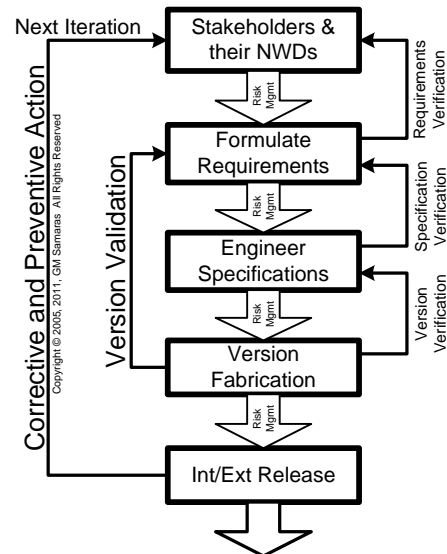 Next Iteration
Stakeholders &
their NWDs
Risk
Mgmt
Requirements
Verification
Formulate
Requirements
Risk
Mgmt
Specification
Verification
Engineer
Specifications
Risk
Mgmt
Version
Verification
Version
Fabrication
Risk
Mgmt
Int/Ext Release
Version Validation
Corrective and Preventive Action
Copyright © 2005, 2011, GM Samaras All Rights Reserved